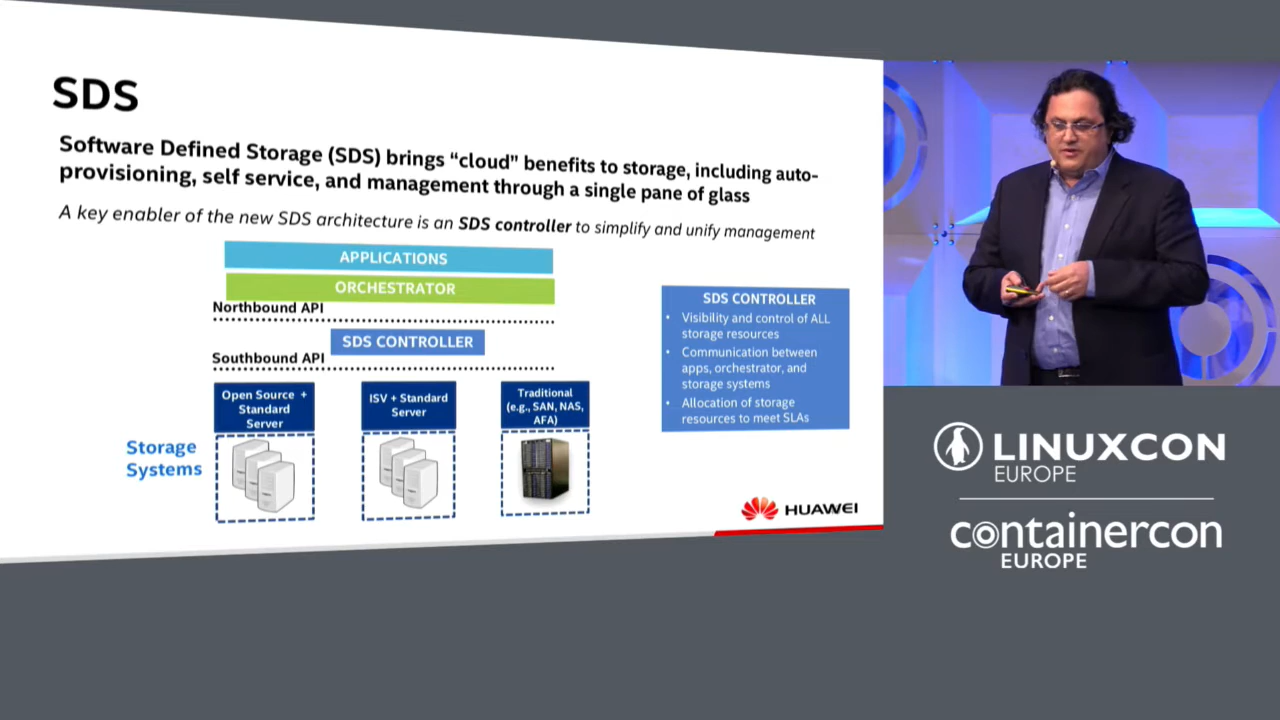 SDS
Software Defined Storage (SDS) brings “cloud” benefits to storage, including auto-
provisioning, self service, and management through a single pane of glass
A key enabler of the new SDS architecture is an SDS controller to simplify and unify management
APPLICATIONS
ORCHESTRATOR
Northbound API
SDS CONTROLLER
Southbound API
Open Source +
Standard
Server
ISV + Standard
Server
Traditional
(e.g., SAN, NAS,
AFA)
Storage
Systems
SDS CONTROLLER
• Visibility and control of ALL
storage resources
• Communication between
apps, orchestrator, and
storage systems
• Allocation of storage
resources to meet SLAs
HUAWEI
LINUXCON
EUROPE
containercon
EUROPE